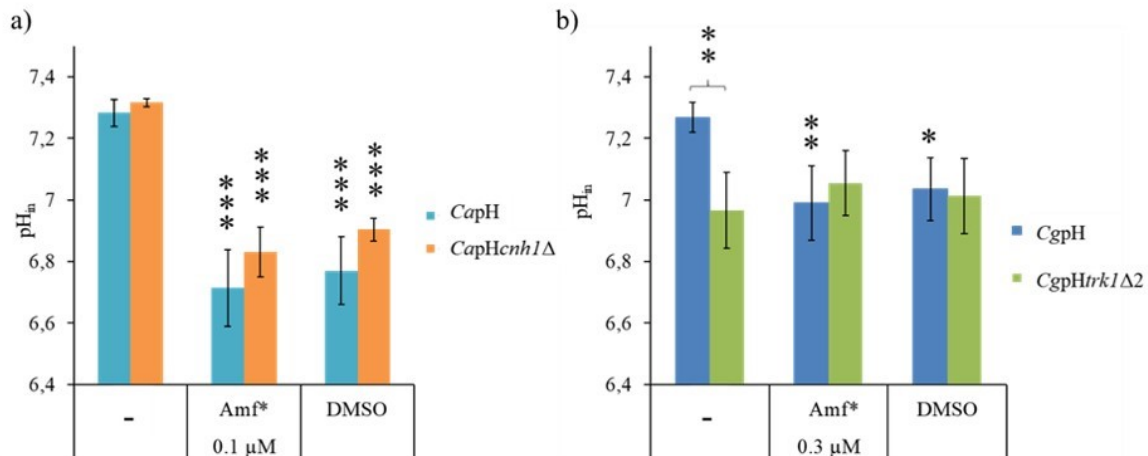 a)
7,4
7,2
7
6,8
6,6
6,4
pHin
***
***
***
***
CapH
CapHcnh1Δ
-
Amf*
DMSO
0.1 µM
b)
7,4
7,2
7
6,8
6,6
6,4
pHin
**
**
*
CgpH
CgpHtrk1Δ2
-
Amf*
DMSO
0.3 µM